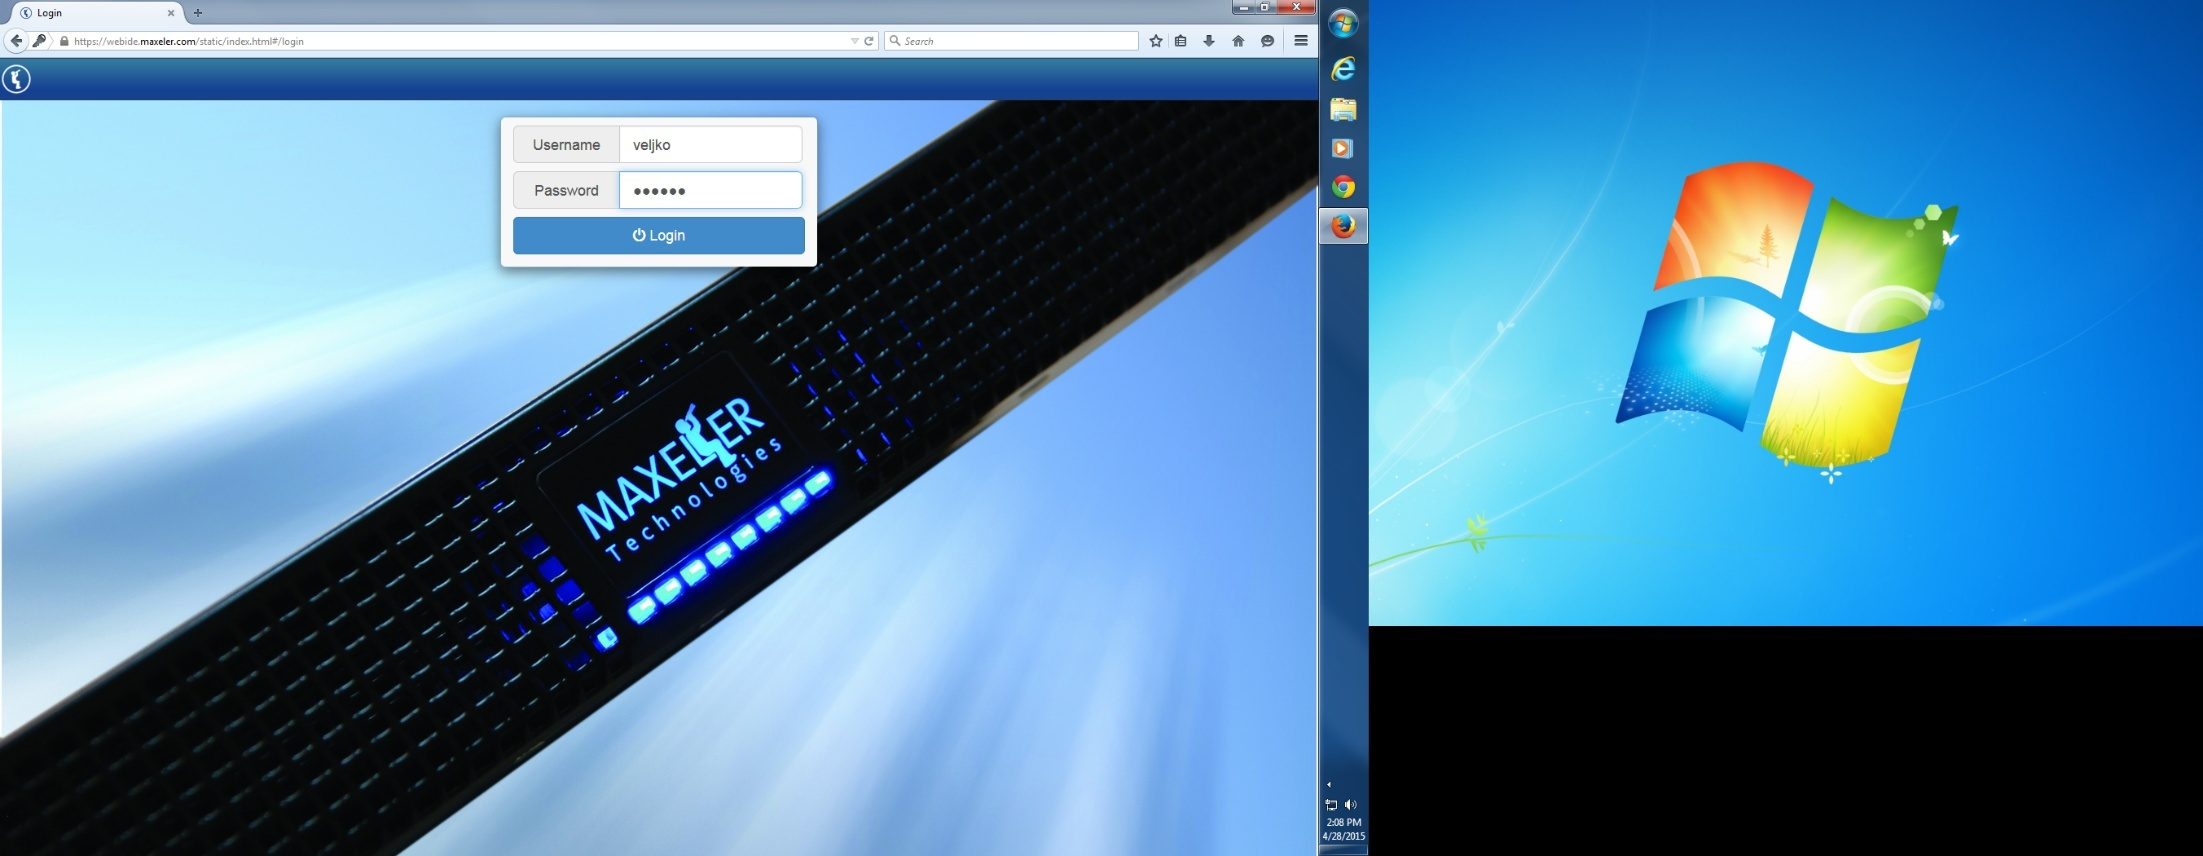 Login
https://webide.maxeler.com/static/index.html#/login
Search
Username
veljko
Password
••••••
Login
MAXELER
Technologies
2:08 PM
4/28/2015